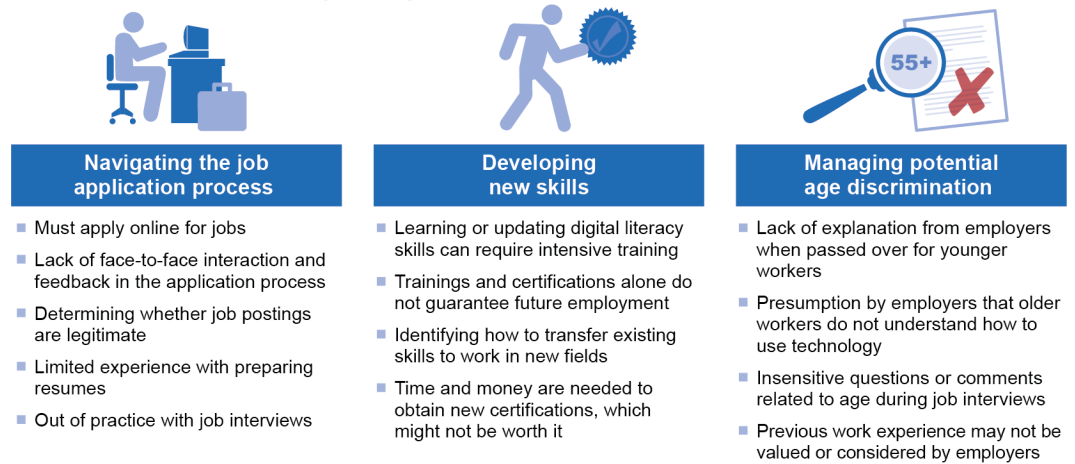 55+
Navigating the job
application process
Must apply online for jobs
Lack of face-to-face interaction and
feedback in the application process
Determining whether job postings
are legitimate
Limited experience with preparing
resumes
Out of practice with job interviews
Developing
new skills
Learning or updating digital literacy
skills can require intensive training
Trainings and certifications alone do
not guarantee future employment
Identifying how to transfer existing
skills to work in new fields
Time and money are needed to
obtain new certifications, which
might not be worth it
Managing potential
age discrimination
Lack of explanation from employers
when passed over for younger
workers
Presumption by employers that older
workers do not understand how to
use technology
Insensitive questions or comments
related to age during job interviews
Previous work experience may not be
valued or considered by employers